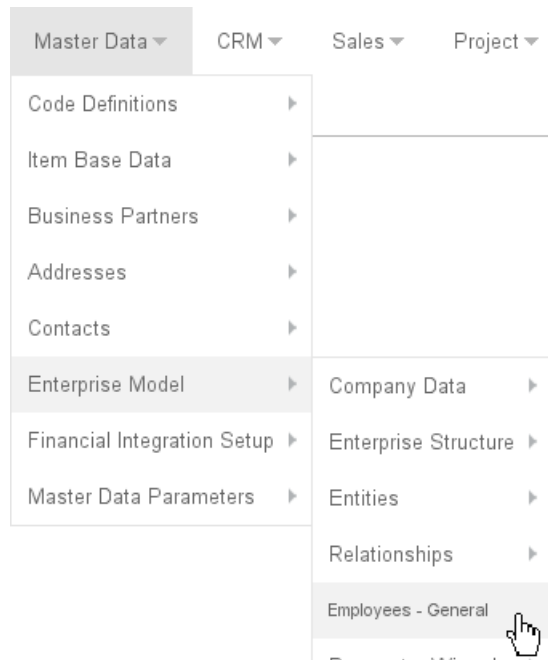 Master Data CRM Sales Project
Code Definitions
Item Base Data
Business Partners
Addresses
Contacts
Enterprise Model
Financial Integration Setup
Master Data Parameters
Company Data
Enterprise Structure
Entities
Relationships
Employees - General